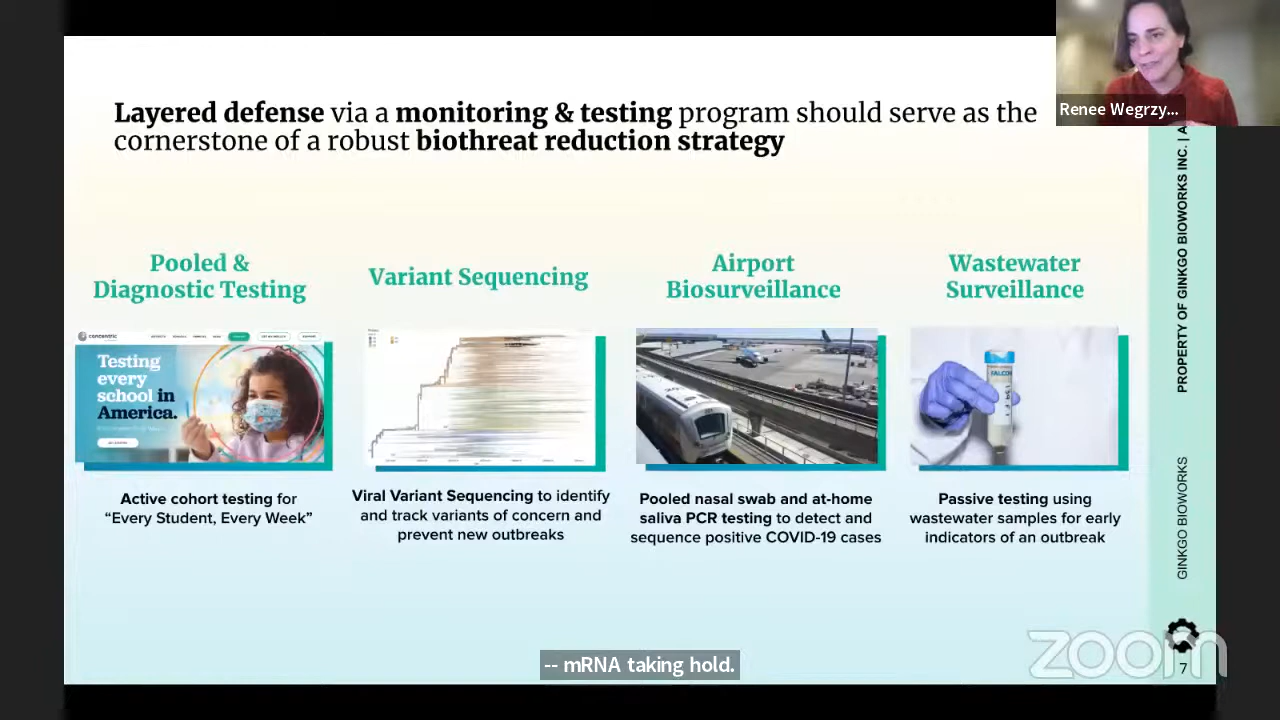 Renee Wegrzy...
Layered defense via a monitoring & testing program should serve as the
cornerstone of a robust biothreat reduction strategy
Pooled &
Diagnostic Testing
Variant Sequencing
Airport
Biosurveillance
Wastewater
Surveillance
concentric
Testing
every
school in
America.
FALCON
Active cohort testing for
“Every Student, Every Week”
Viral Variant Sequencing to identify
and track variants of concern and
prevent new outbreaks
Pooled nasal swab and at-home
saliva PCR testing to detect and
sequence positive COVID-19 cases
Passive testing using
wastewater samples for early
indicators of an outbreak
PROPERTY OF GINKGO BIOWORKS INC. | A
GINKGO BIOWORKS
zoom
7
-- mRNA taking hold.